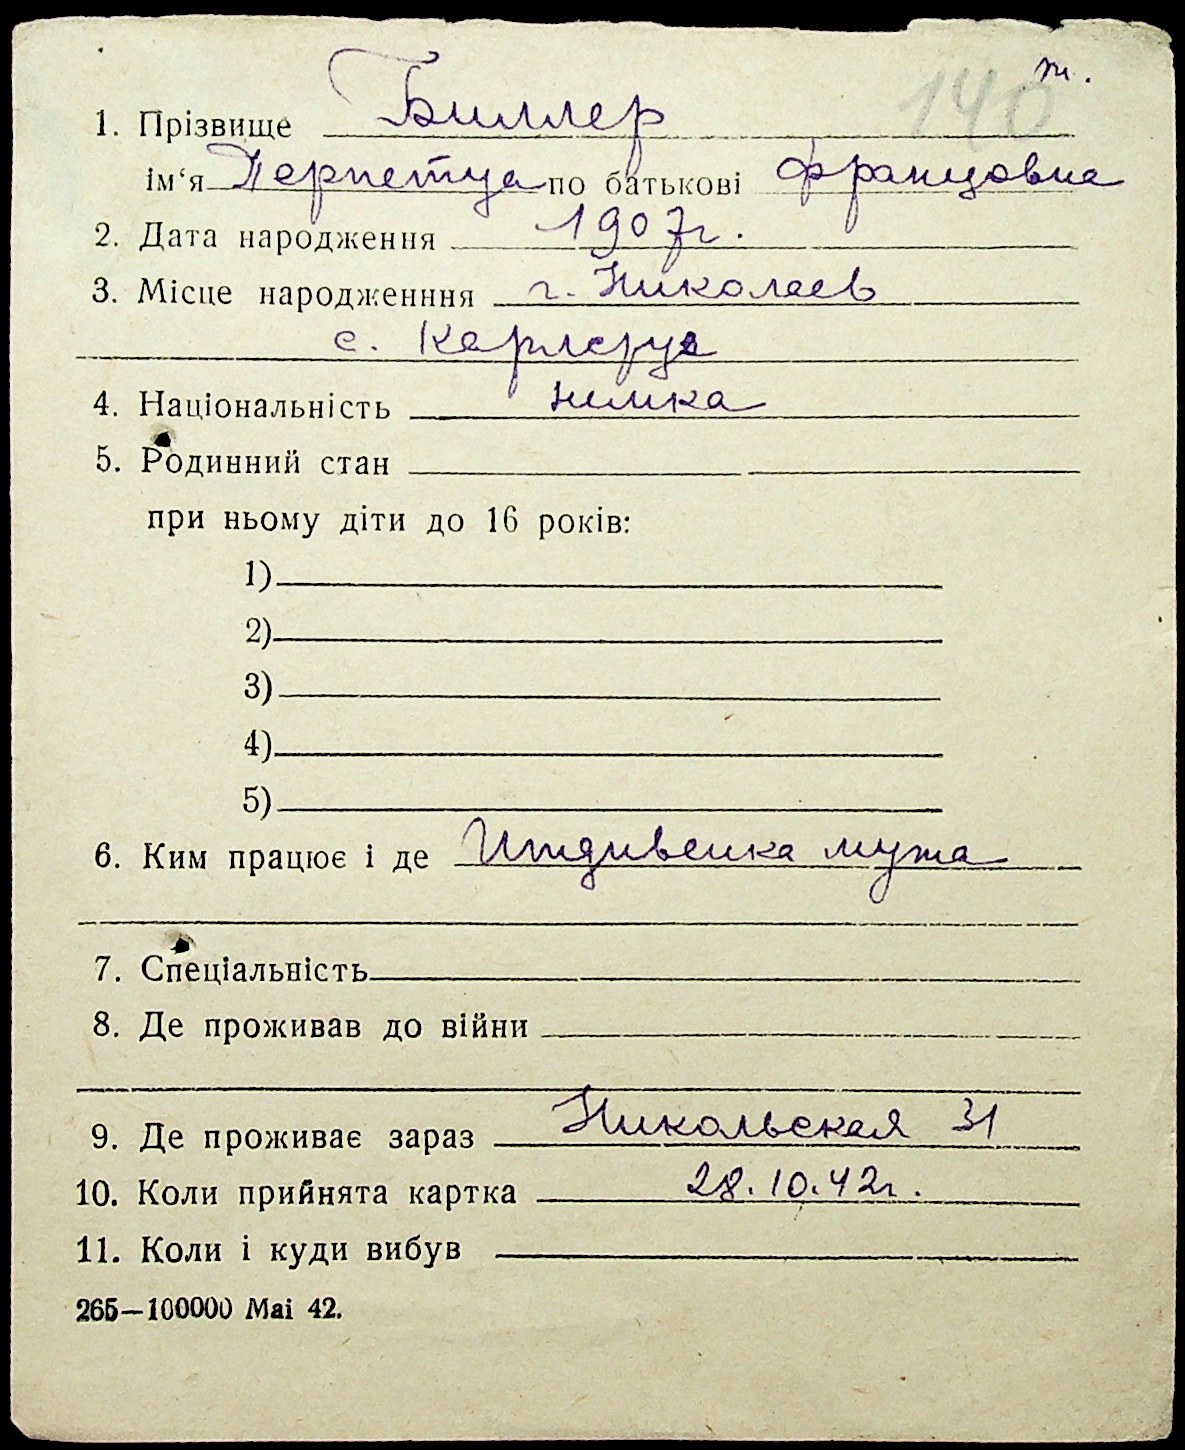 140 т.
1. Прізвище Биллер
ім‘я Перпетуа по батькові Францовна
2. Дата народження 1907г.
3. Місце народженння г. Николаев
с. Карлсруе
4. Національність немка
5. Родинний стан
при ньому діти до 16 років:
1)
2)
3)
4)
5)
6. Ким працює і де Иждивенка мужа
7. Спеціальність
8. Де проживав до війни
9. Де проживає зараз Никольская 31
10. Коли прийнята картка 28.10.42г.
11. Коли і куди вибув
265—100000 Mai 42.